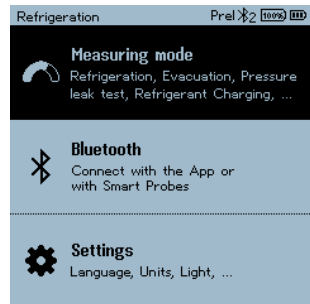 Refrigeration Prel 2 100%
Measuring mode
Refrigeration, Evacuation, Pressure
leak test, Refrigerant Charging, ...
Bluetooth
Connect with the App or
with Smart Probes
Settings
Language, Units, Light, ...